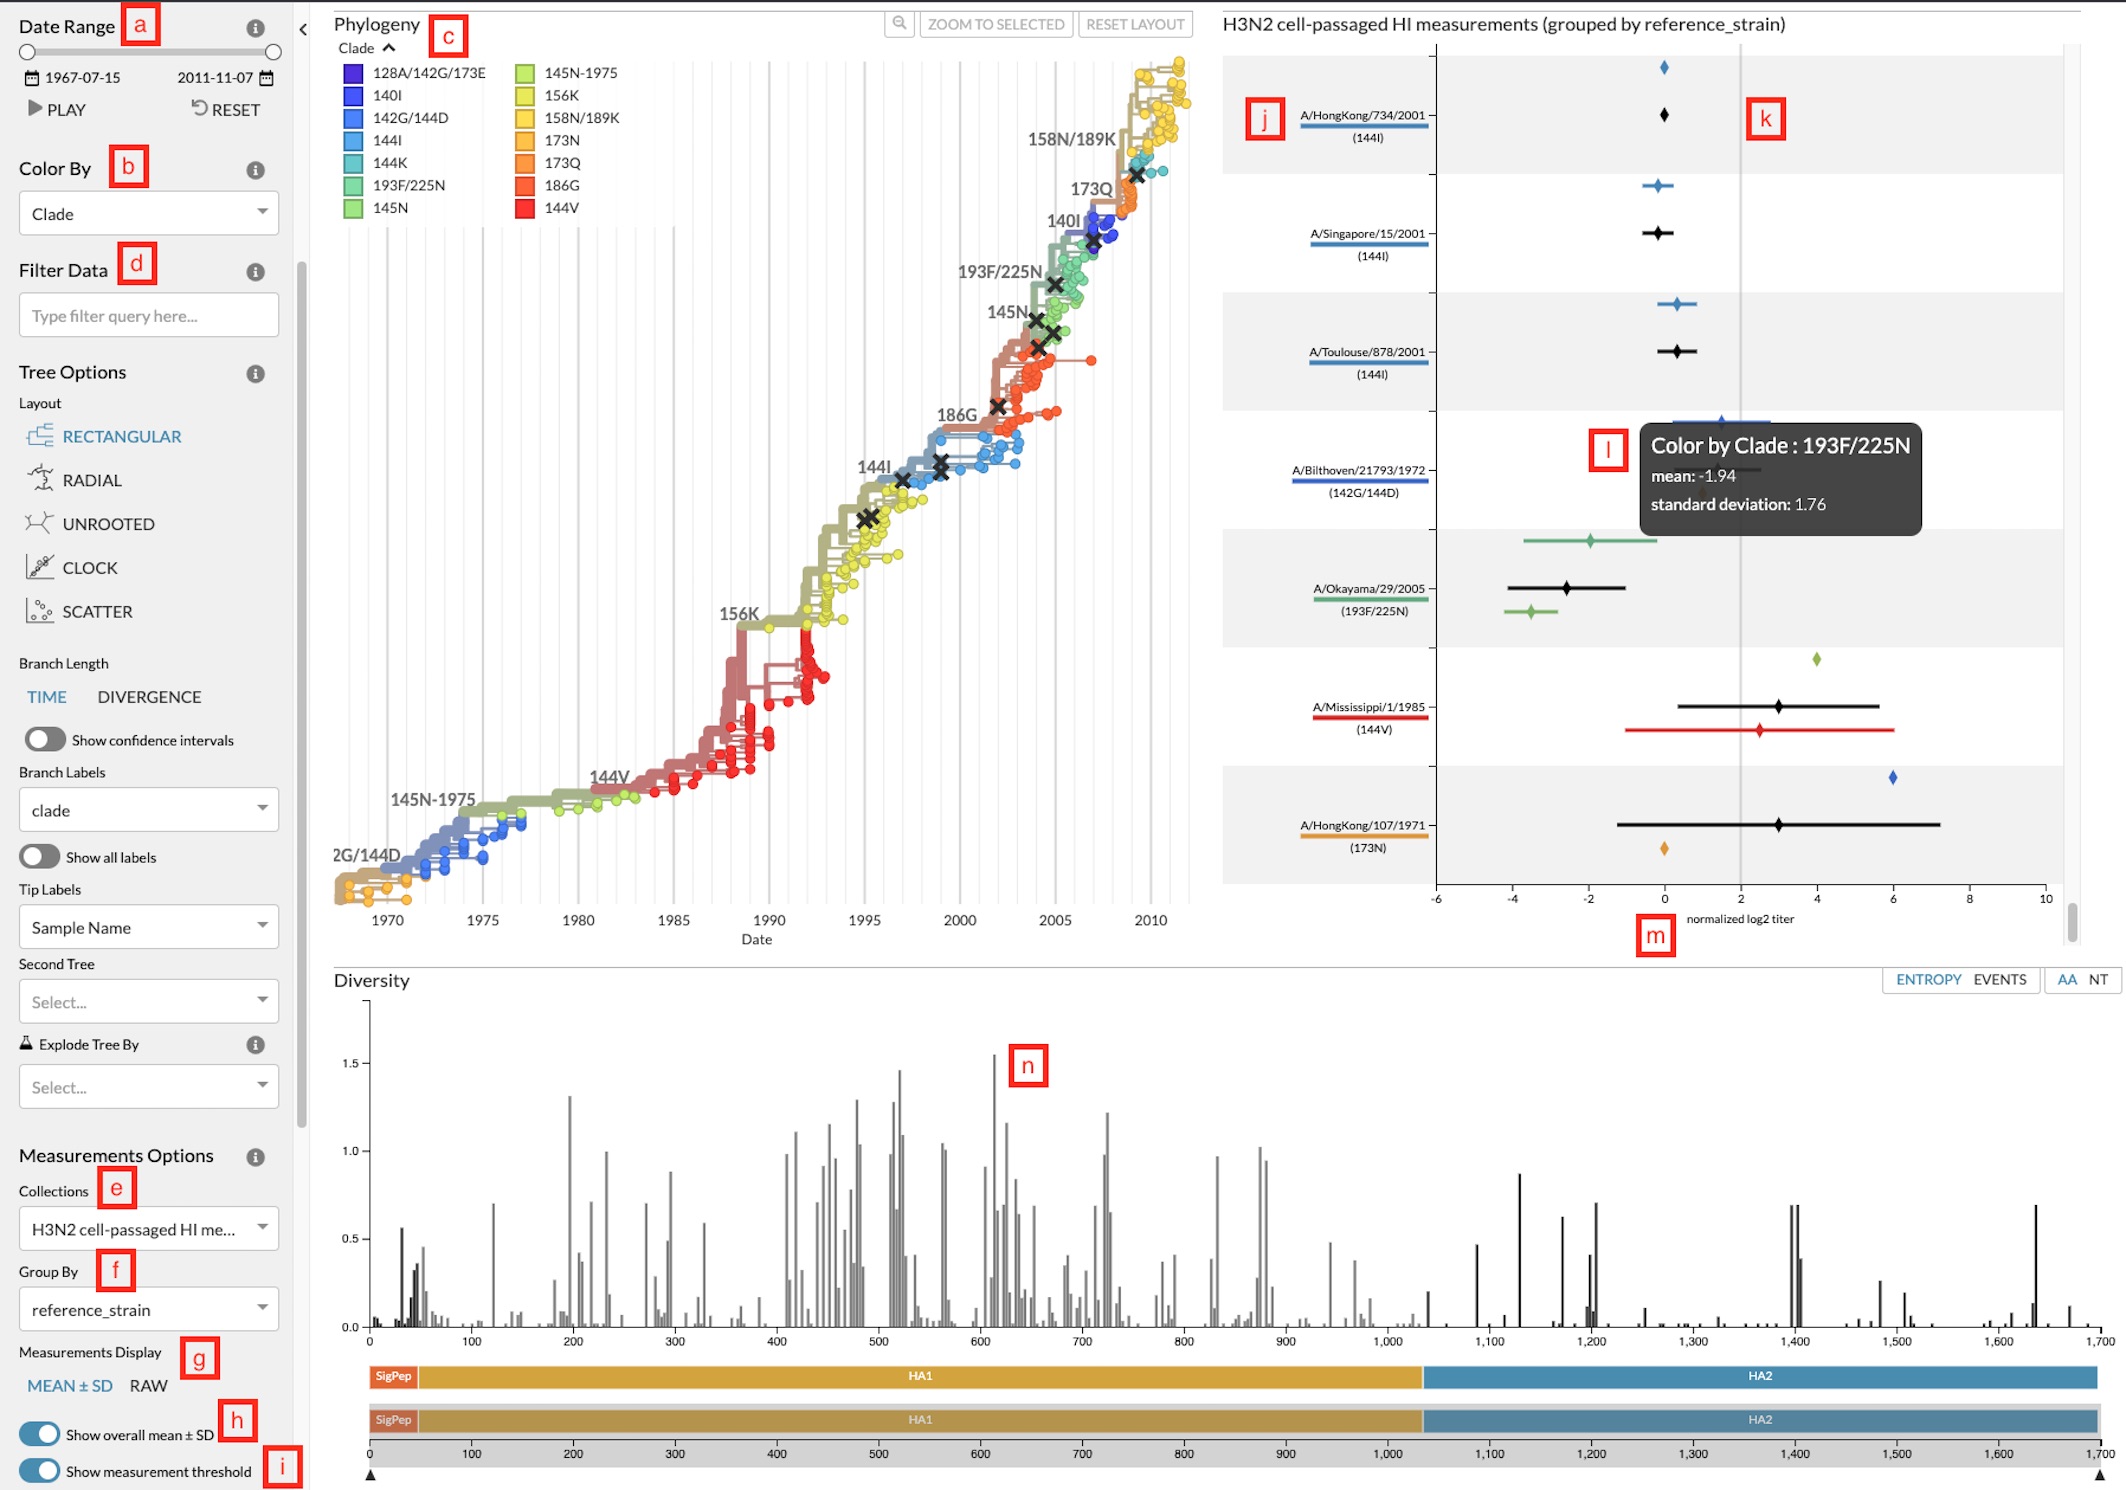 Date Range a
1967-07-15 2011-11-07
PLAY RESET
Color By b
Clade
Filter Data d
Type filter query here...
Tree Options
Layout
RECTANGULAR
RADIAL
UNROOTED
CLOCK
SCATTER
Branch Length
TIME DIVERGENCE
Show confidence intervals
Branch Labels
clade
Show all labels
Tip Labels
Sample Name
Second Tree
Select...
Explode Tree By
Select...
Measurements Options
Collections e
H3N2 cell-passaged HI me...
Group By f
reference_strain
Measurements Display g
MEAN ± SD RAW
Show overall mean ± SD h
Show measurement threshold i
Phylogeny c
ZOOM TO SELECTED RESET LAYOUT
Clade
128A/142G/173E 145N-1975
140I 156K
142G/144D 158N/189K
144I 173N
144K 173Q
193F/225N 186G
145N 144V
158N/189K
173Q
140I
193F/225N
145N
186G
144I
156K
144V
145N-1975
2G/144D
1970 1975 1980 1985 1990 1995 2000 2005 2010
Date
H3N2 cell-passaged HI measurements (grouped by reference_strain)
j A/HongKong/734/2001 k
(144I)
A/Singapore/15/2001
(144I)
A/Toulouse/878/2001
(144I)
l Color by Clade : 193F/225N
mean: -1.94
standard deviation: 1.76
A/Bilthoven/21793/1972
(142G/144D)
A/Okayama/29/2005
(193F/225N)
A/Mississippi/1/1985
(144V)
A/HongKong/107/1971
(173N)
-6 -4 -2 0 2 4 6 8 10
m normalized log2 titer
Diversity
ENTROPY EVENTS AA NT
n
1.5
1.0
0.5
0.0
0 100 200 300 400 500 600 700 800 900 1,000 1,100 1,200 1,300 1,400 1,500 1,600 1,700
SigPep HA1 HA2
SigPep HA1 HA2
0 100 200 300 400 500 600 700 800 900 1,000 1,100 1,200 1,300 1,400 1,500 1,600 1,700